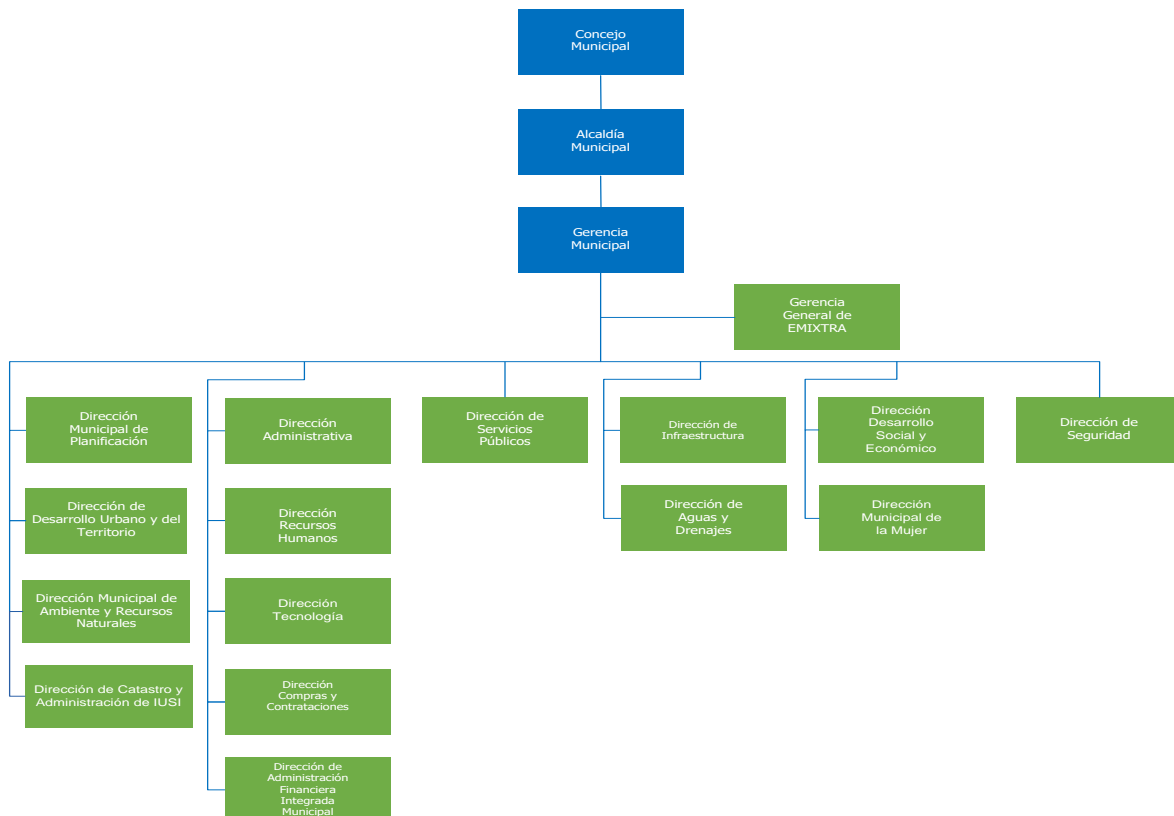 Concejo
Municipal
Alcaldía
Municipal
Gerencia
Municipal
Gerencia
General de
EMIXTRA
Dirección
Municipal de
Planificación
Dirección
Administrativa
Dirección de
Servicios
Públicos
Dirección de
Infraestructura
Dirección
Desarrollo
Social y
Económico
Dirección de
Seguridad
Dirección de
Desarrollo Urbano y del
Territorio
Dirección
Recursos
Humanos
Dirección de
Aguas y
Drenajes
Dirección
Municipal de
la Mujer
Dirección Municipal de
Ambiente y Recursos
Naturales
Dirección
Tecnología
Dirección de Catastro y
Administración de IUSI
Dirección
Compras y
Contrataciones
Dirección de
Administración
Financiera
Integrada
Municipal